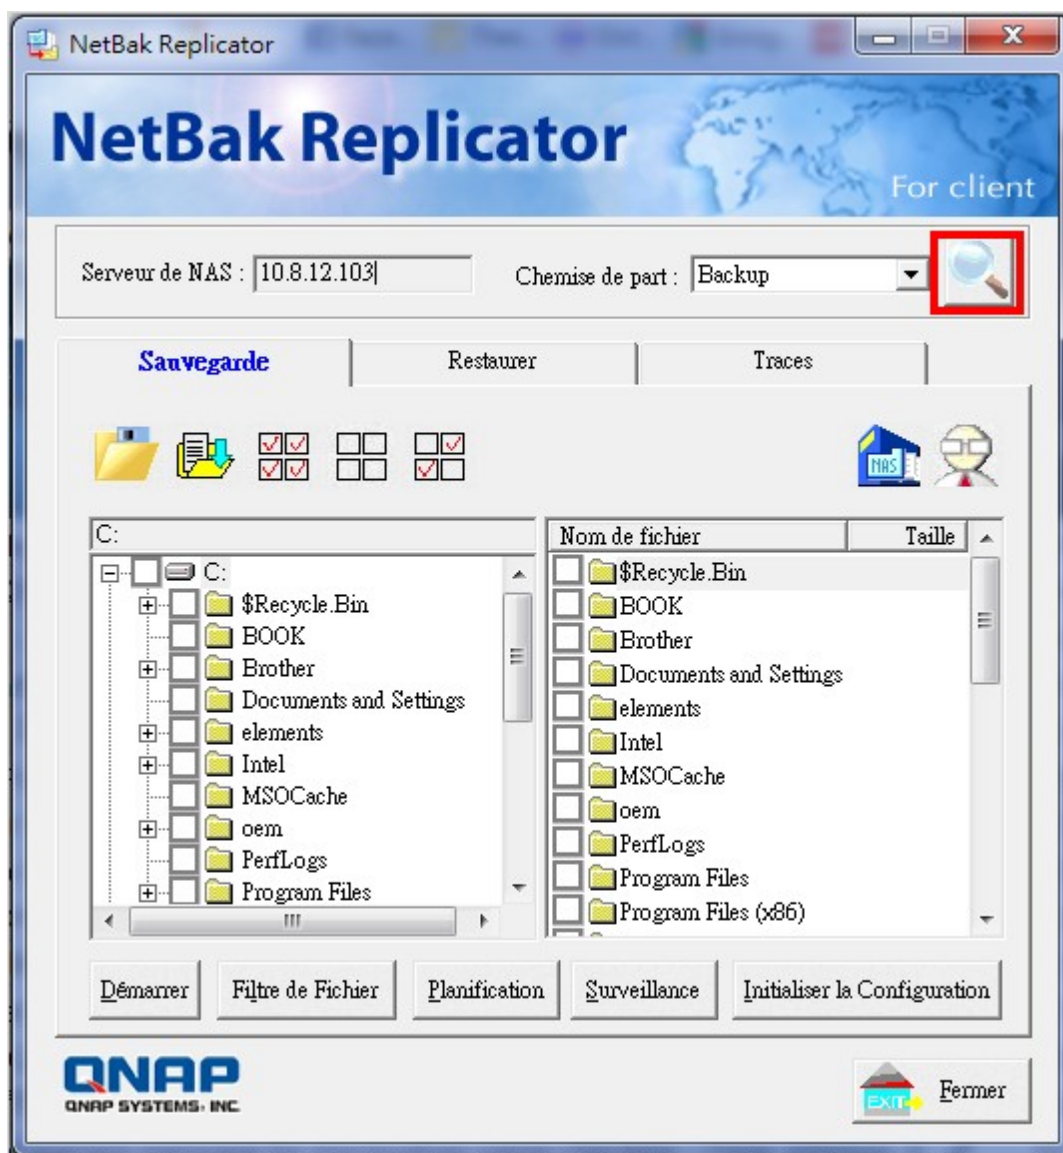 NetBak Replicator
NetBak Replicator
For client
Serveur de NAS : 10.8.12.103 Chemise de part : Backup
Sauvegarde Restaurer Traces
NAS
C:
C:
$Recycle.Bin
BOOK
Brother
Documents and Settings
elements
Intel
MSOCache
oem
PerfLogs
Program Files
Nom de fichier Taille
$Recycle.Bin
BOOK
Brother
Documents and Settings
elements
Intel
MSOCache
oem
PerfLogs
Program Files
Program Files (x86)
Démarrer Filtre de Fichier Planification Surveillance Initialiser la Configuration
QNAP
QNAP SYSTEMS, INC.
EXIT Fermer